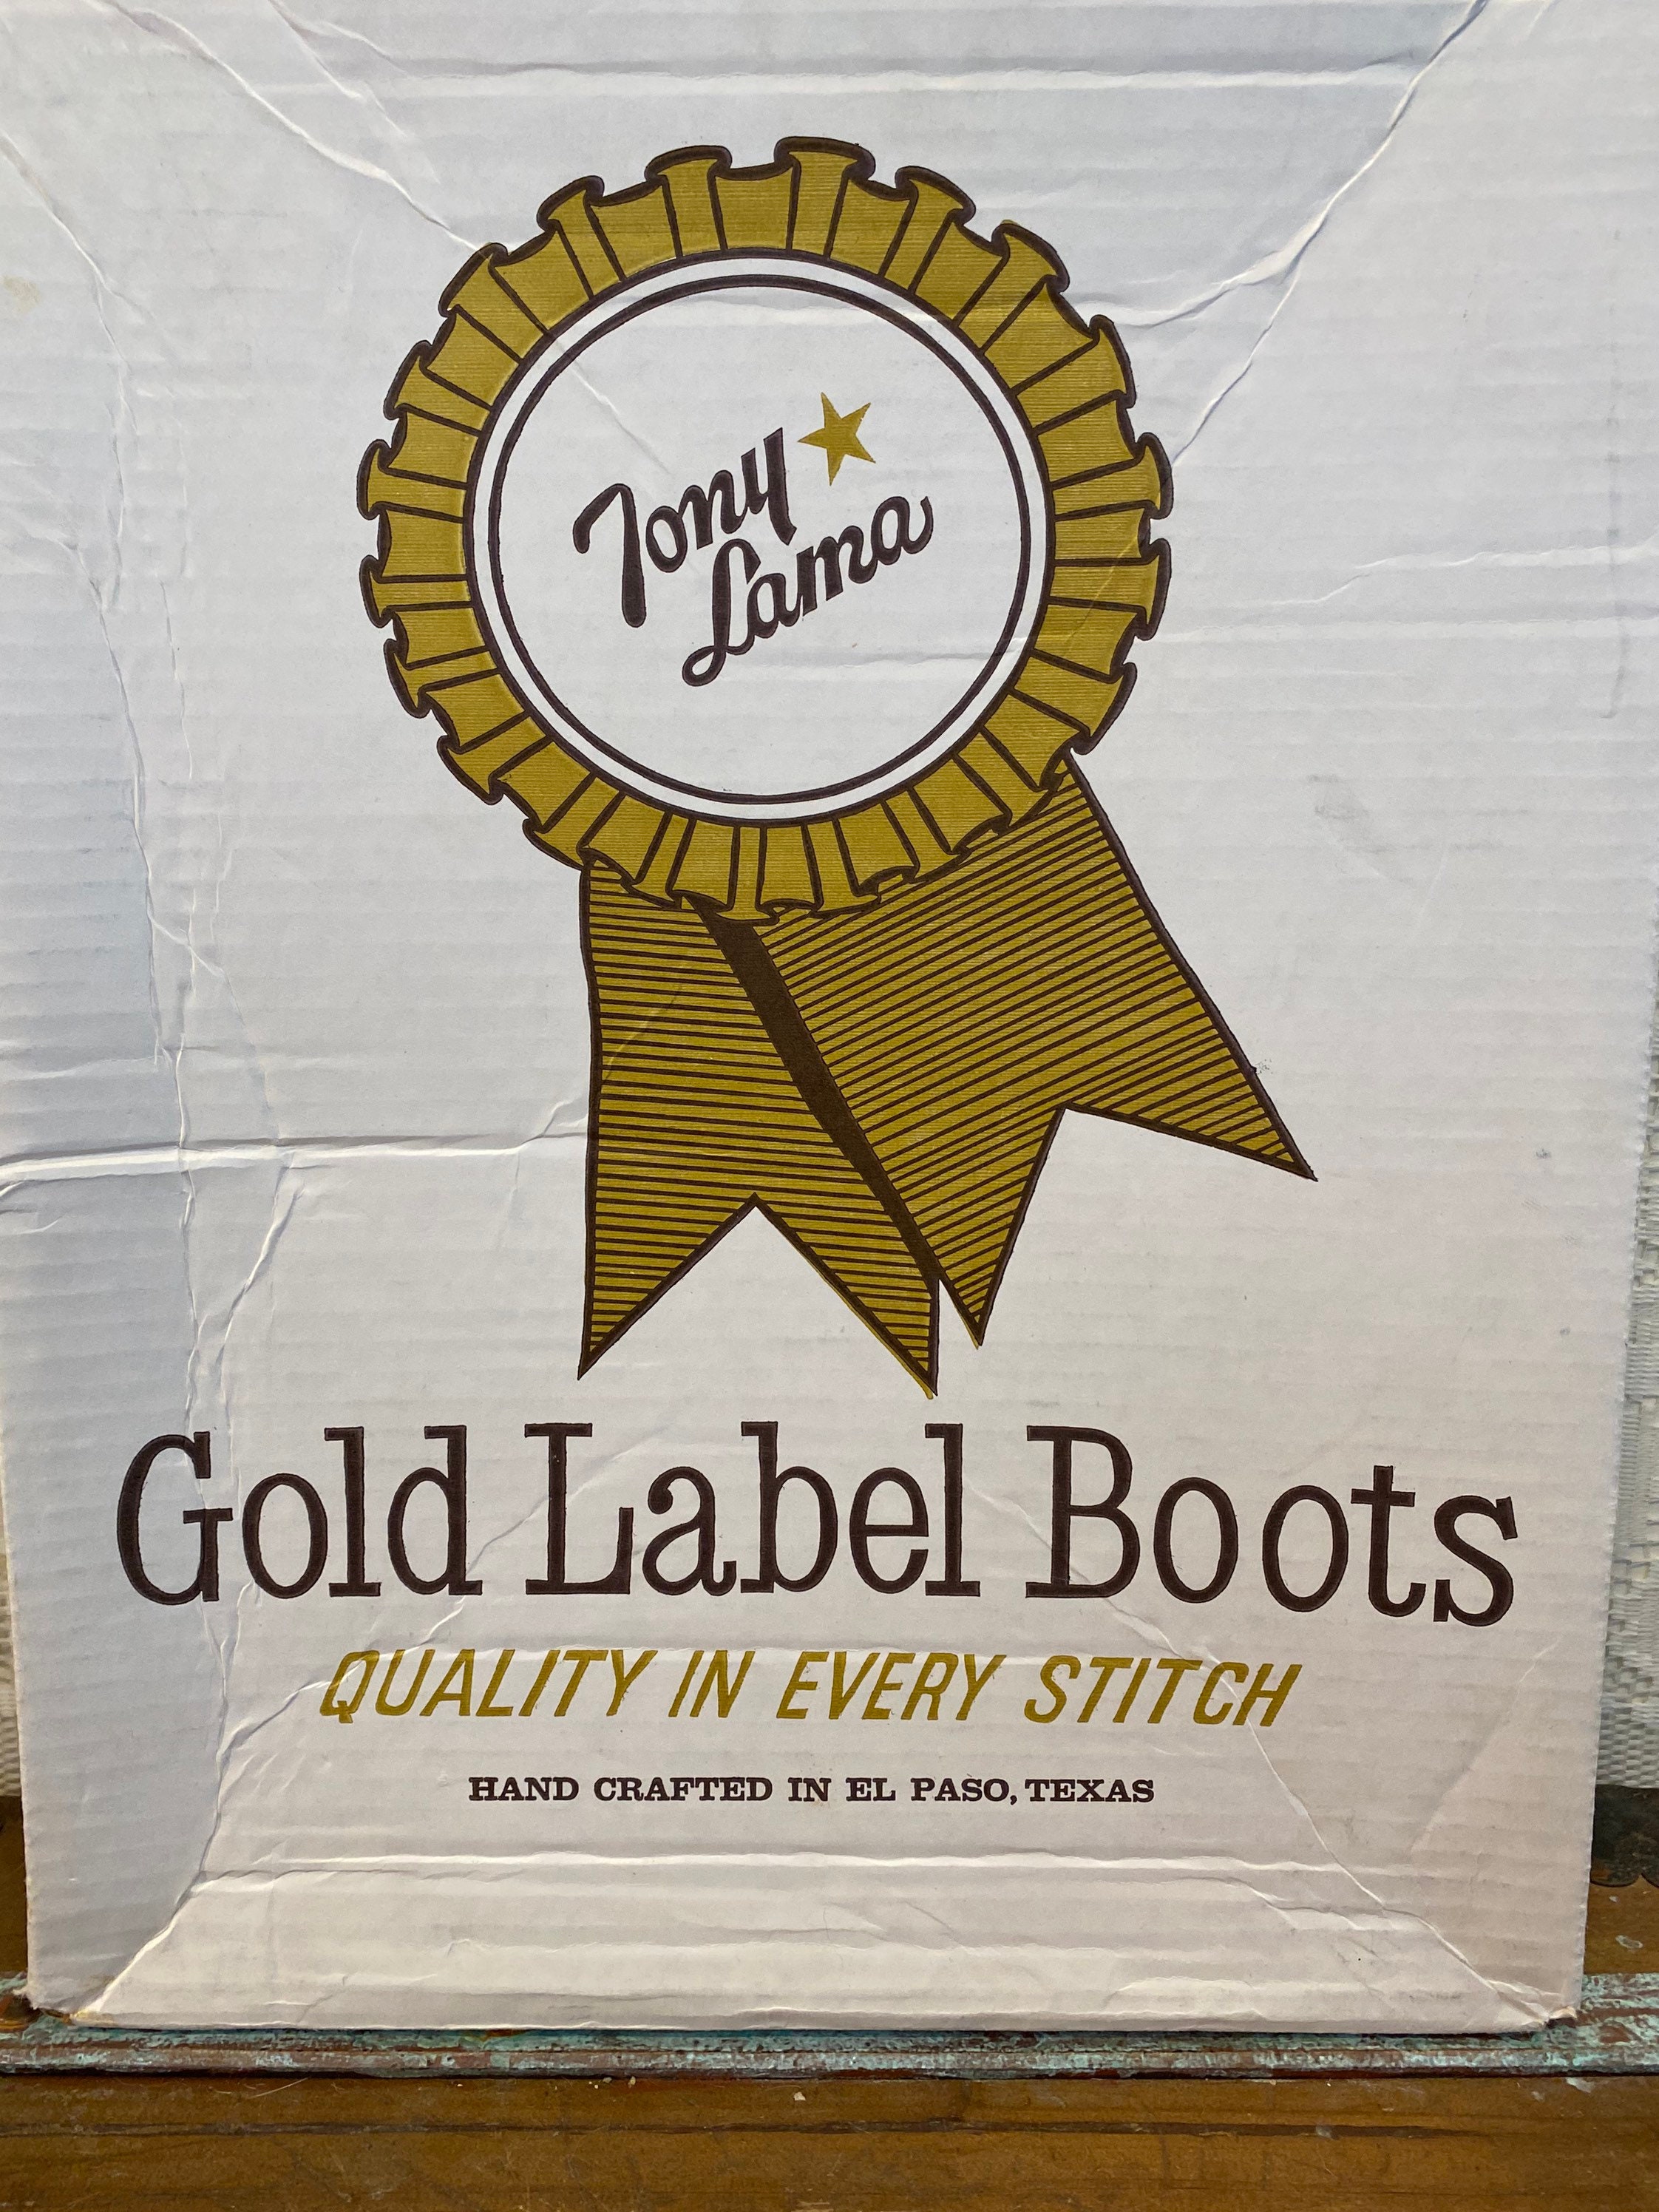 Tony
Lama
Gold Label Boots
QUALITY IN EVERY STITCH
HAND CRAFTED IN EL PASO, TEXAS